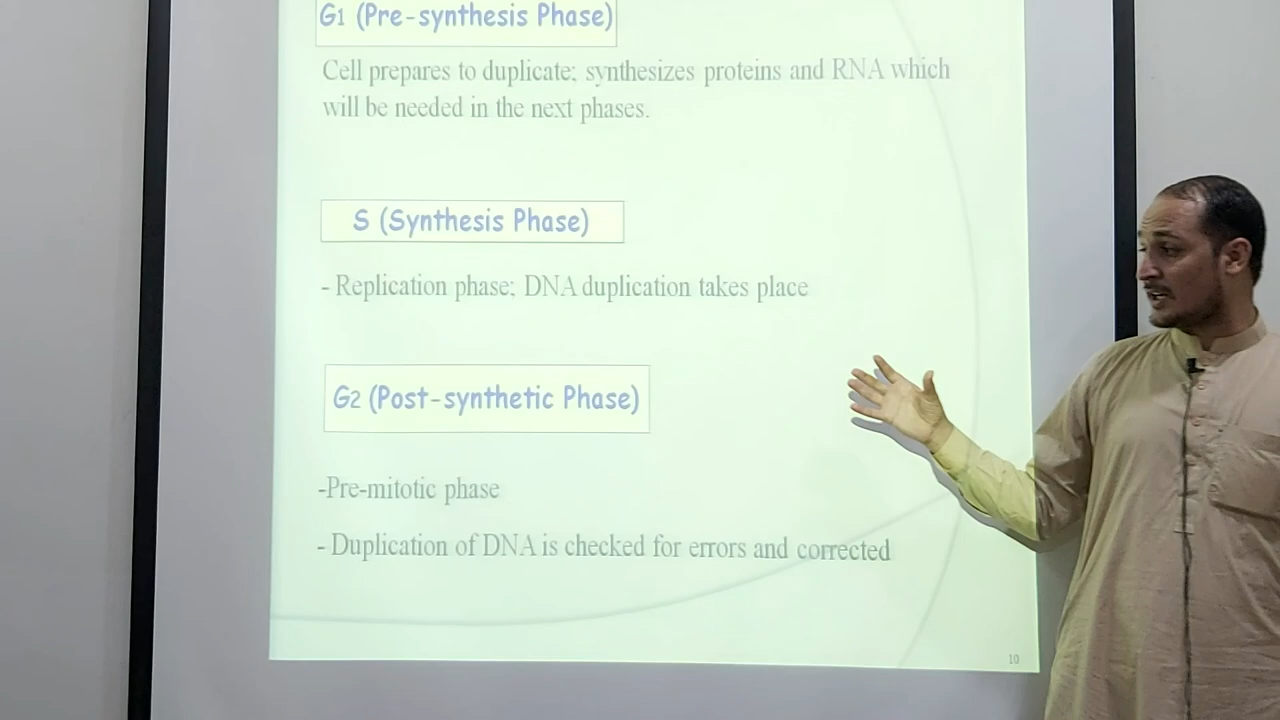 G1 (Pre-synthesis Phase)
Cell prepares to duplicate; synthesizes proteins and RNA which
will be needed in the next phases.
S (Synthesis Phase)
- Replication phase; DNA duplication takes place
G2 (Post-synthetic Phase)
-Pre-mitotic phase
- Duplication of DNA is checked for errors and corrected
10